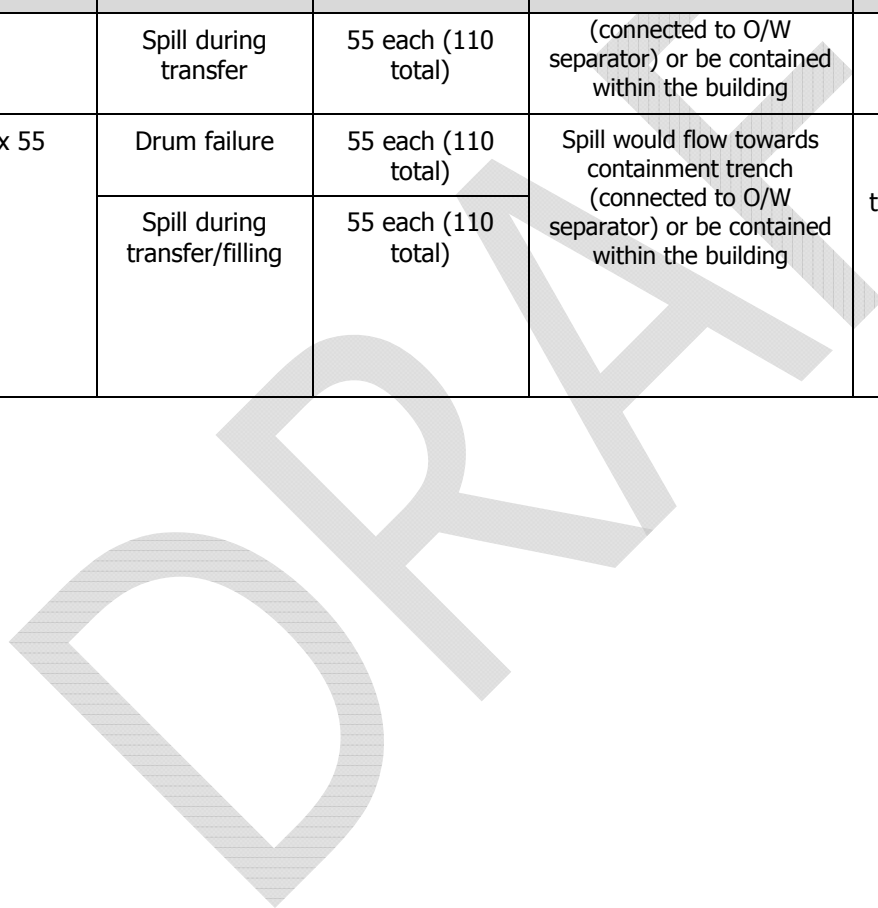 Spill during
transfer
55 each (110
total)
(connected to O/W
separator) or be contained
within the building
x 55
Drum failure
55 each (110
total)
Spill would flow towards
containment trench
(connected to O/W
separator) or be contained
within the building
t
Spill during
transfer/filling
55 each (110
total)
DRAF